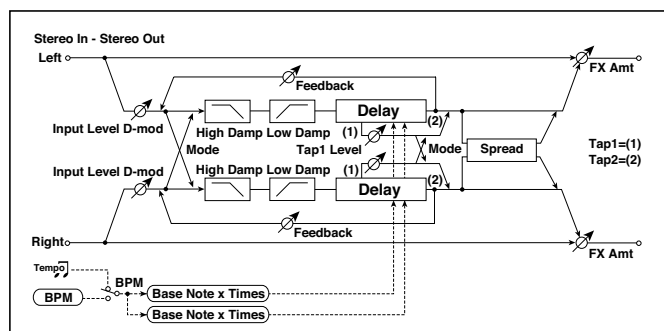 Stereo In - Stereo Out
Left
FX Amt
Feedback
Delay
Input Level D-mod
High Damp Low Damp
(1)
(2)
Mode
Tap1 Level
Mode
Spread
Tap1=(1)
Tap2=(2)
Input Level D-mod
High Damp Low Damp
(1)
(2)
Delay
Feedback
Right
FX Amt
Tempo
BPM
BPM
Base Note x Times
Base Note x Times